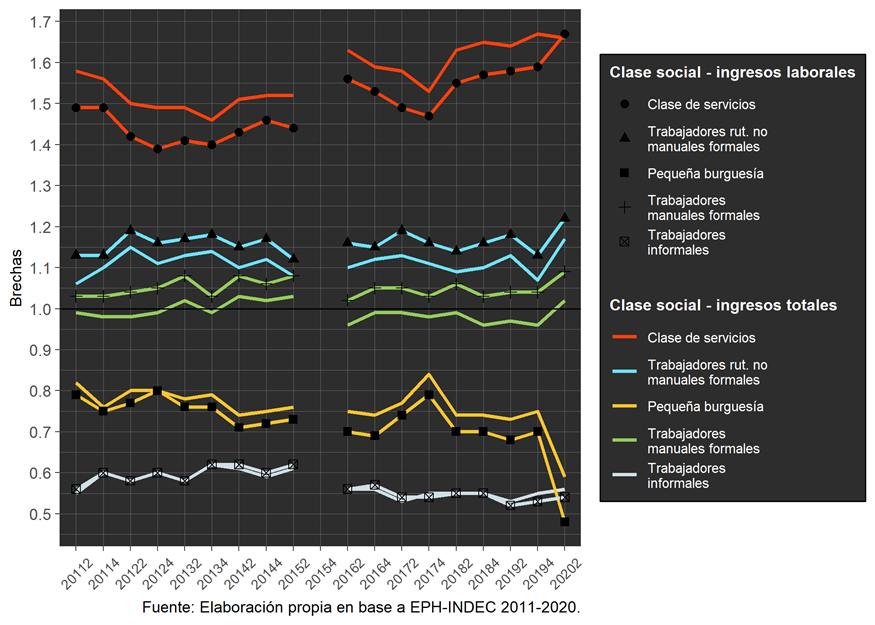 1.7
1.6
1.5
1.4
1.3
1.2
1.1
1.0
0.9
0.8
0.7
0.6
0.5
Brechas
20112
20114
20122
20124
20132
20134
20142
20144
20152
20154
20162
20164
20172
20174
20182
20184
20192
20194
20202
Fuente: Elaboración propia en base a EPH-INDEC 2011-2020.
Clase social - ingresos laborales
Clase de servicios
Trabajadores rut. no
manuales formales
Pequeña burguesía
Trabajadores
manuales formales
Trabajadores
informales
Clase social - ingresos totales
Clase de servicios
Trabajadores rut. no
manuales formales
Pequeña burguesía
Trabajadores
manuales formales
Trabajadores
informales